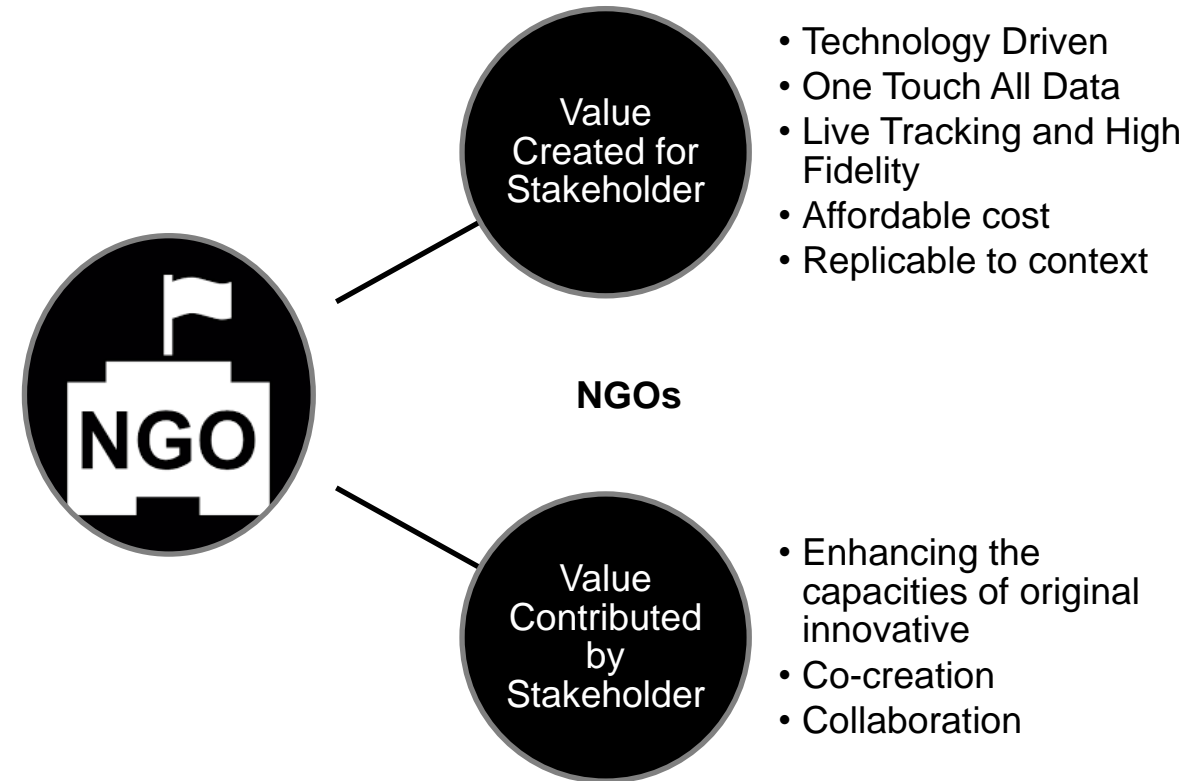 NGO
Value
Created for
Stakeholder
• Technology Driven
• One Touch All Data
• Live Tracking and High
Fidelity
• Affordable cost
• Replicable to context
NGOs
Value
Contributed
by
Stakeholder
• Enhancing the
capacities of original
innovative
• Co-creation
• Collaboration